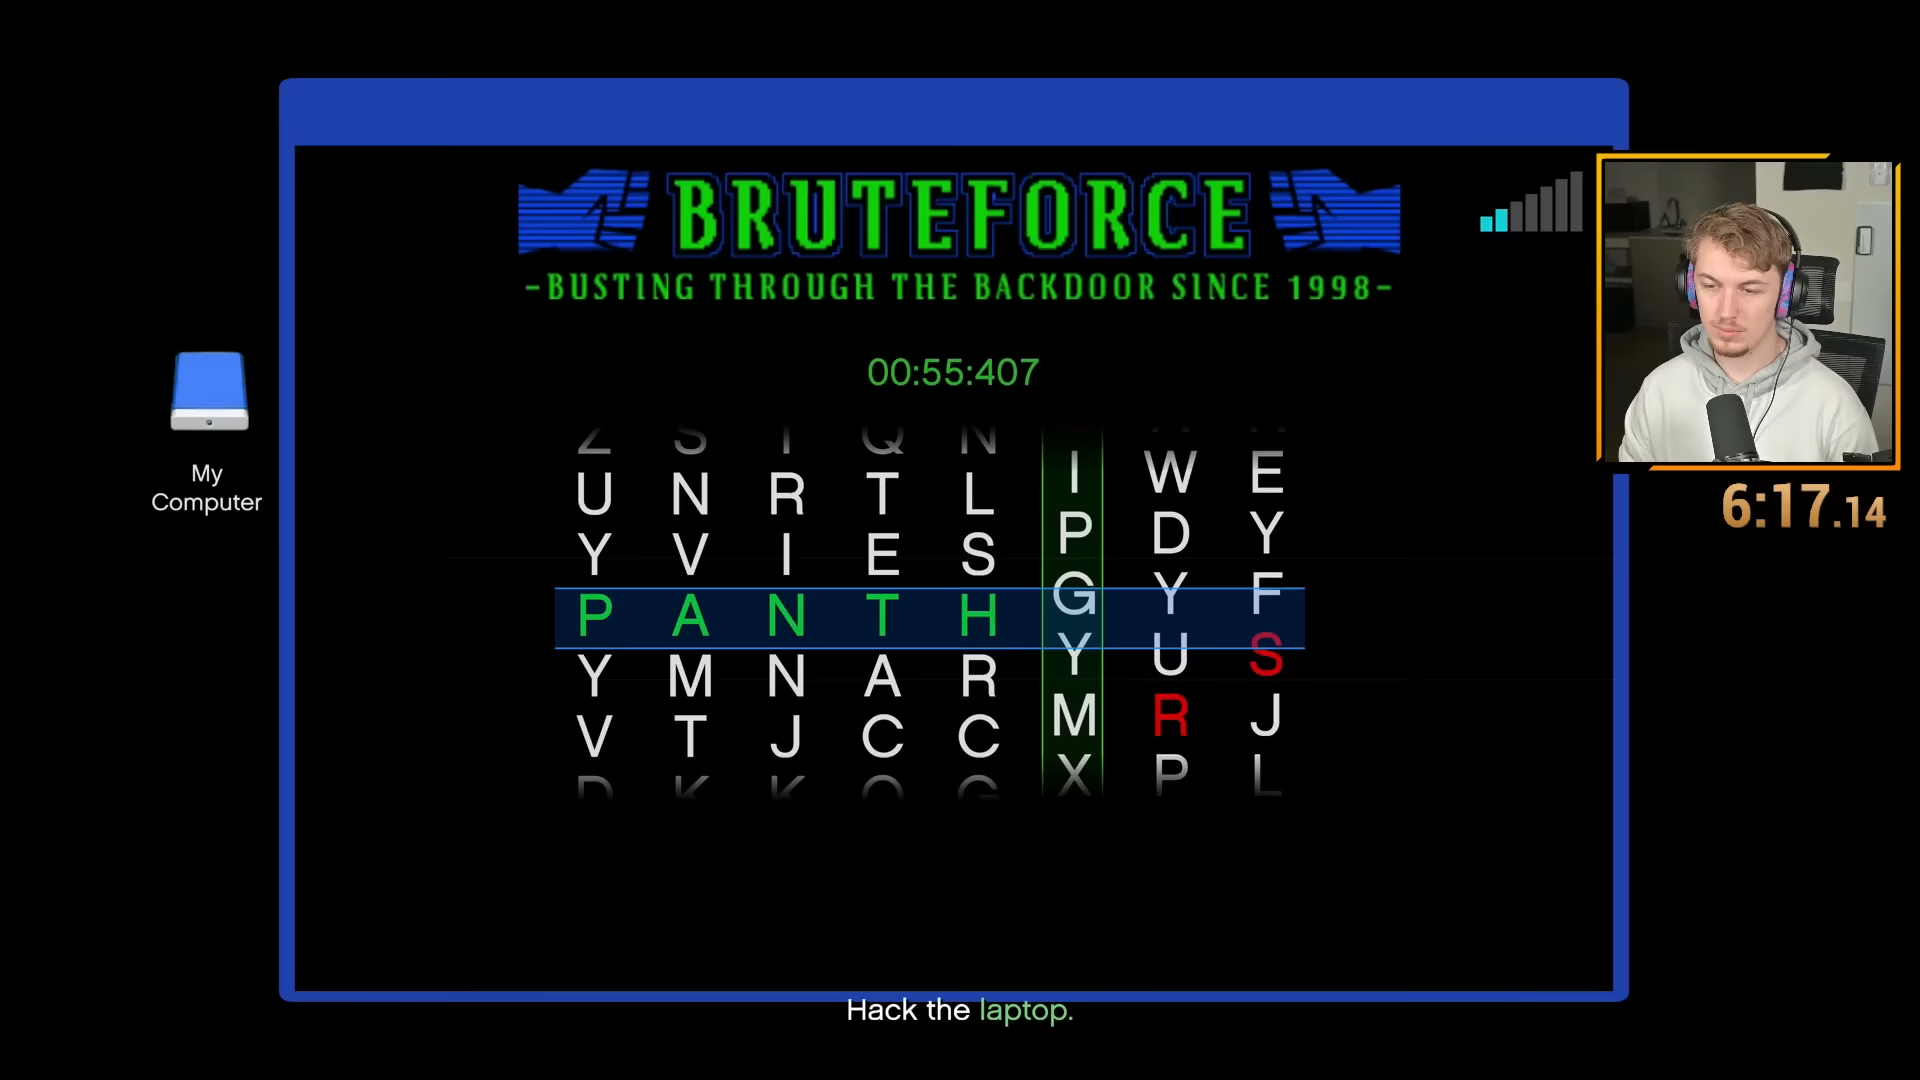 BRUTEFORCE
-BUSTING THROUGH THE BACKDOOR SINCE 1998-
00:55:407
My
Computer
Z S I Q N
U N R T L I W E
Y V I E S P D Y
P A N T H G Y F
Y M N A R Y U S
V T J C C M R J
X P L
6:17.14
Hack the laptop.